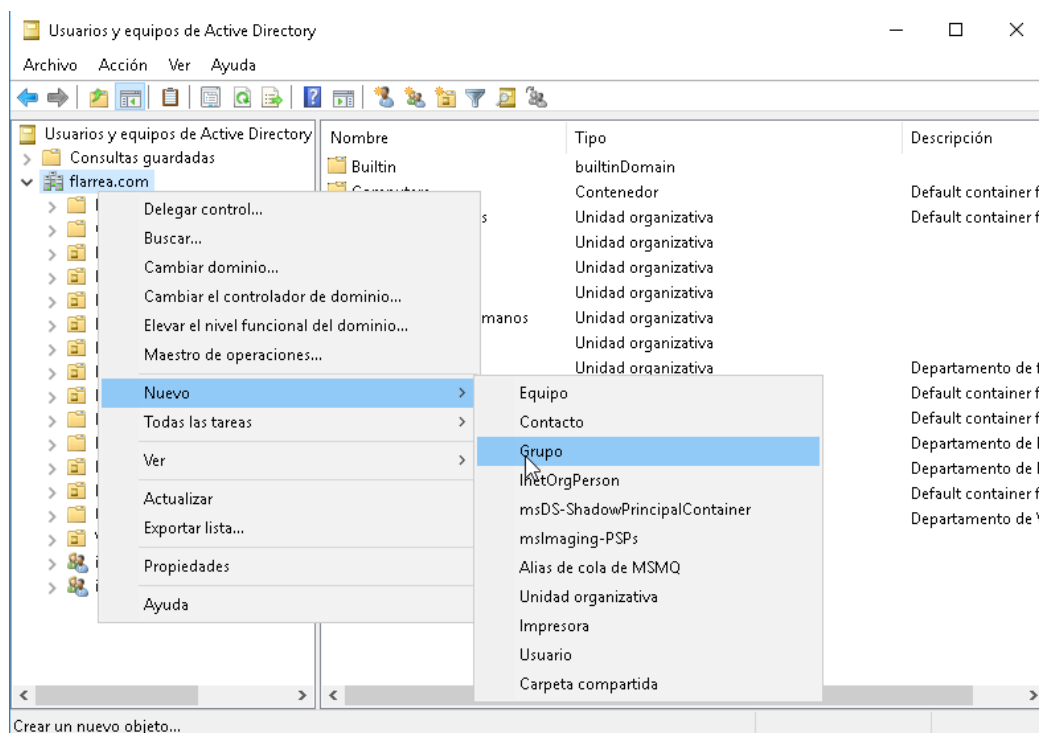 Usuarios y equipos de Active Directory
Archivo Acción Ver Ayuda
Usuarios y equipos de Active Directory
Consultas guardadas
flarrea.com
Nombre Tipo Descripción
Builtin builtinDomain
Computers Contenedor Default container f
s Unidad organizativa Default container f
Unidad organizativa
Unidad organizativa
Unidad organizativa
manos Unidad organizativa
Unidad organizativa
Unidad organizativa Departamento de f
Default container f
Default container f
Departamento de
Departamento de
Default container f
Departamento de V
Delegar control...
Buscar...
Cambiar dominio...
Cambiar el controlador de dominio...
Elevar el nivel funcional del dominio...
Maestro de operaciones...
Nuevo
Todas las tareas
Ver
Actualizar
Exportar lista...
Propiedades
Ayuda
Equipo
Contacto
Grupo
InetOrgPerson
msDS-ShadowPrincipalContainer
msImaging-PSPs
Alias de cola de MSMQ
Unidad organizativa
Impresora
Usuario
Carpeta compartida
Crear un nuevo objeto...